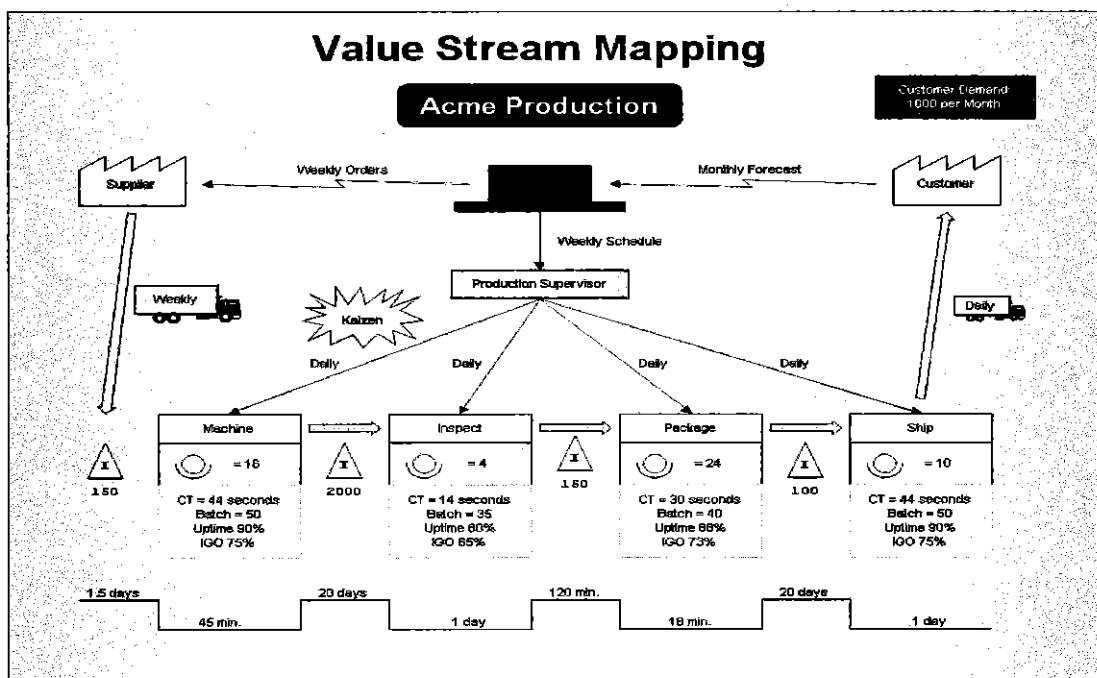 Value Stream Mapping
Acme Production
Customer Demand
1000 per Month
Supplier
Weekly Orders
Monthly Forecast
Customer
Weekly Schedule
Production Supervisor
Weekly
Kaizen
Daily
Daily
Daily
Daily
Daily
Machine
Inspect
Package
Ship
I
150
= 18
I
2000
= 4
I
150
= 24
I
100
= 10
CT = 44 seconds
Batch = 50
Uptime 90%
IGO 75%
CT = 14 seconds
Batch = 35
Uptime 60%
IGO 65%
CT = 30 seconds
Batch = 40
IGO 73%
CT = 44 seconds
Batch = 50
Uptime 90%
IGO 75%
1.5 days
45 min.
23 days
1 day
120 min.
18 min.
20 days
1 day